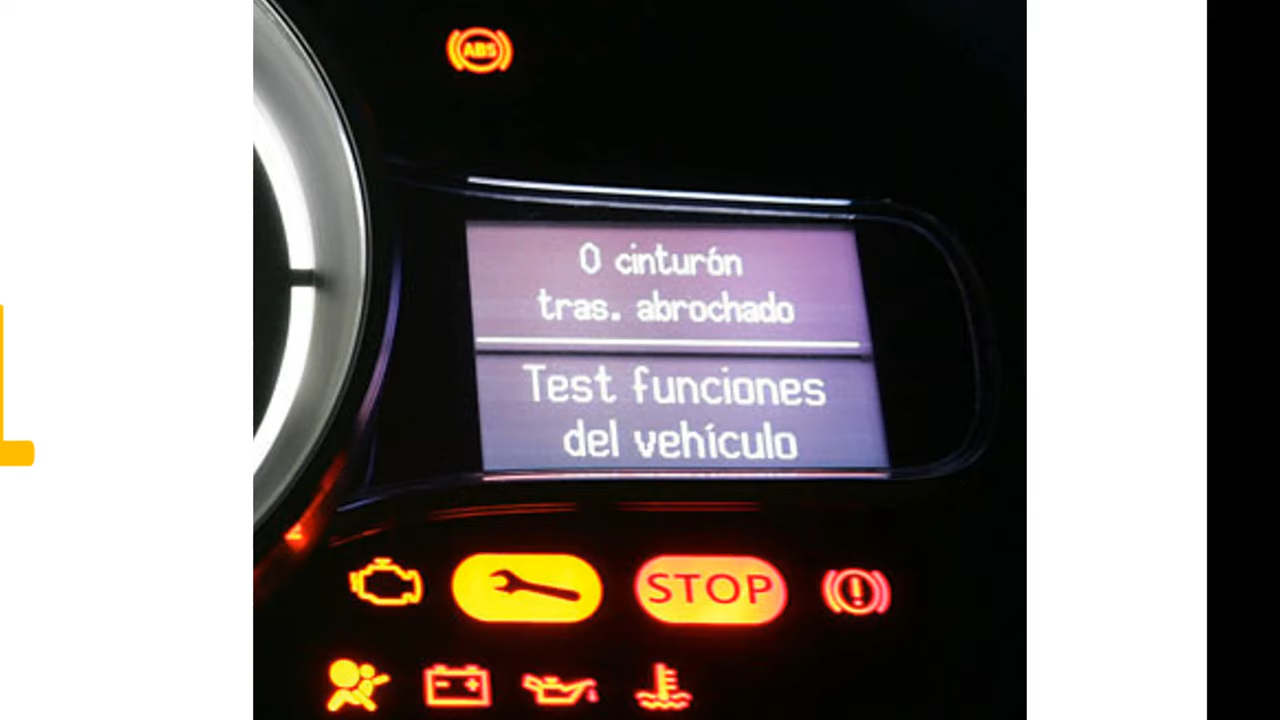 ABS
0 cinturón
tras. abrochado
Test funciones
del vehículo
STOP